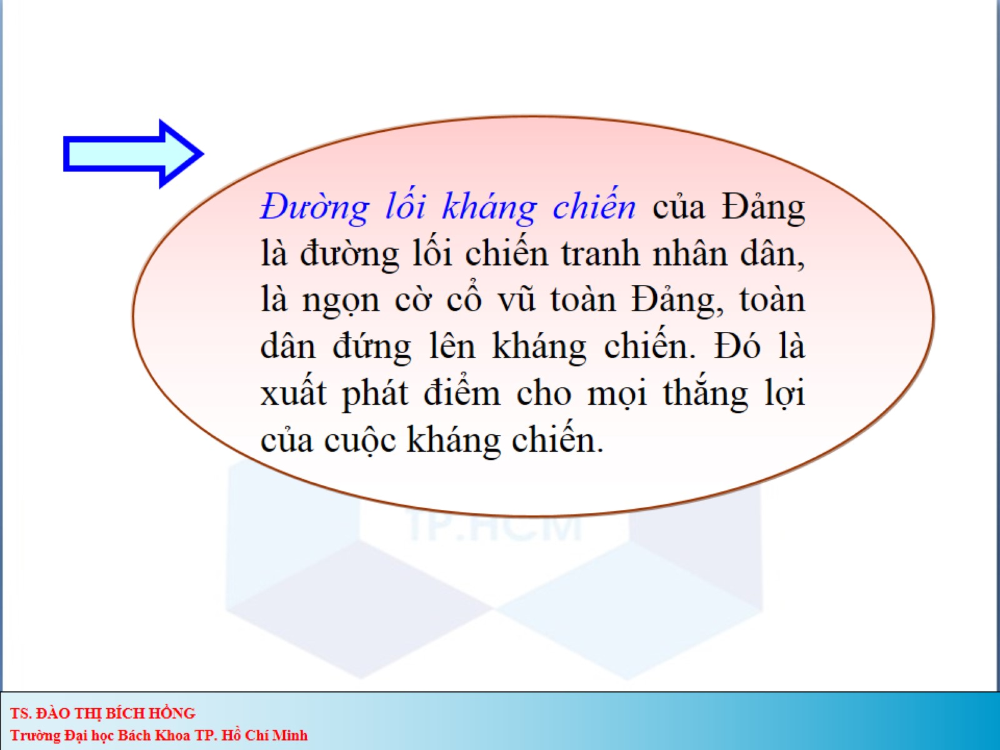 Đường lối kháng chiến của Đảng
là đường lối chiến tranh nhân dân,
là ngọn cờ cổ vũ toàn Đảng, toàn
dân đứng lên kháng chiến. Đó là
xuất phát điểm cho mọi thắng lợi
của cuộc kháng chiến.
TP.HCM
TS. ĐÀO THỊ BÍCH HỒNG
Trường Đại học Bách Khoa TP. Hồ Chí Minh